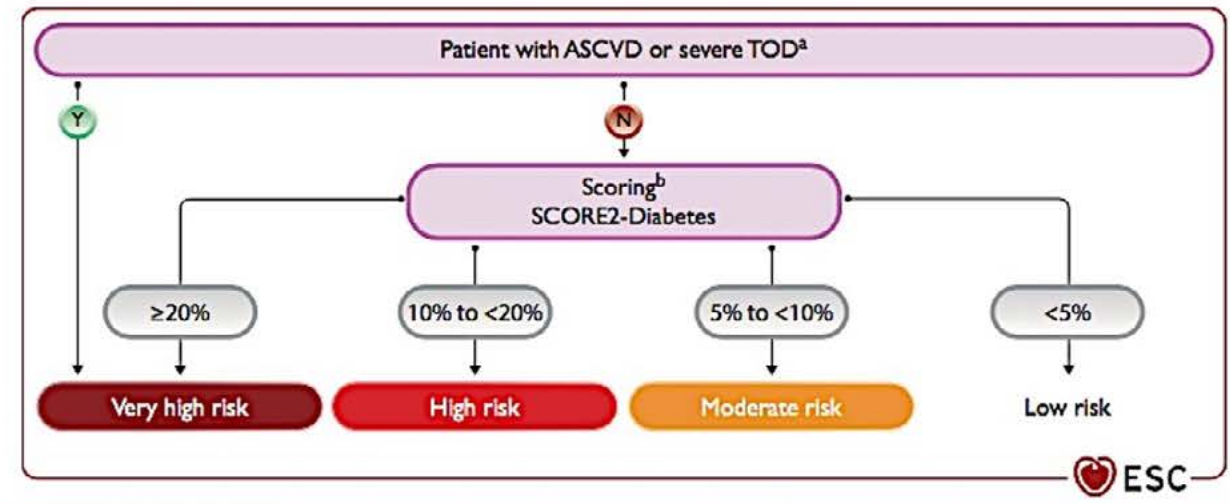 Patient with ASCVD or severe TODᵃ
Y
N
Scoringᵇ
SCORE2-Diabetes
≥20%
10% to <20%
5% to <10%
<5%
Very high risk
High risk
Moderate risk
Low risk
ESC